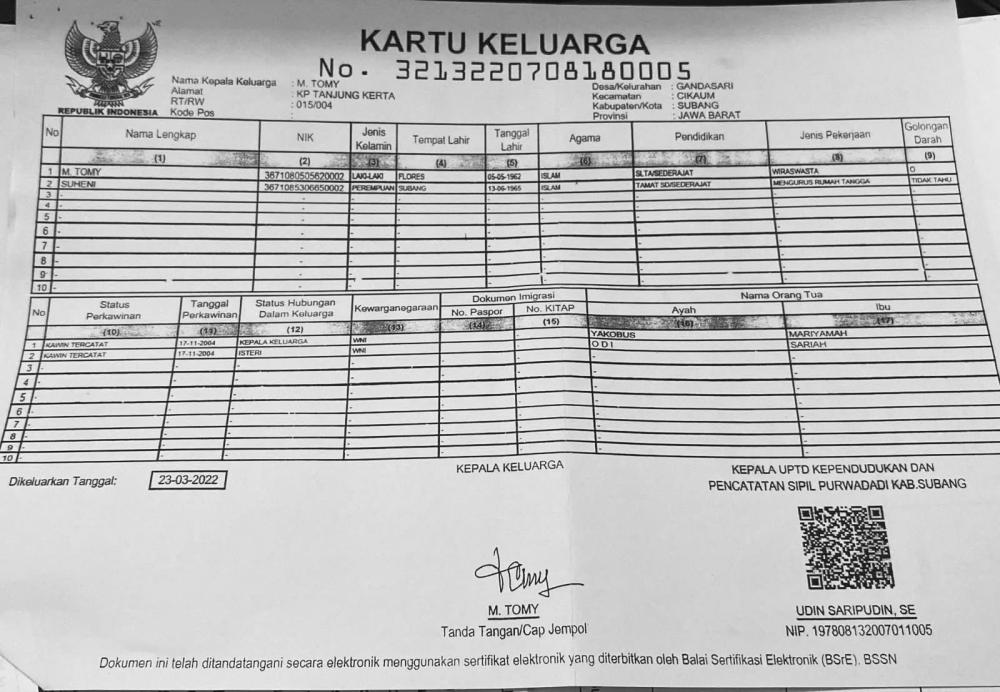 KARTU KELUARGA
No. 3213220708180005
REPUBLIK INDONESIA
Nama Kepala Keluarga : M. TOMY
Alamat : KP TANJUNG KERTA
RT/RW : 015/004
Kode Pos :
Desa/Kelurahan : GANDASARI
Kecamatan : CIKAUM
Kabupaten/Kota : SUBANG
Provinsi : JAWA BARAT
No Nama Lengkap NIK Jenis Kelamin Tempat Lahir Tanggal Lahir Agama Pendidikan Jenis Pekerjaan Golongan Darah
(1) (2) (3) (4) (5) (6) (7) (8) (9)
1 M. TOMY 3671080505620002 LAKI-LAKI FLORES 05-05-1962 ISLAM SLTA/SEDERAJAT WIRASWASTA O
2 SUHENI 3671085306650002 PEREMPUAN SUBANG 13-06-1965 ISLAM TAMAT SD/SEDERAJAT MENGURUS RUMAH TANGGA TIDAK TAHU
3 - - - - - - - - -
4 - - - - - - - - -
5 - - - - - - - - -
6 - - - - - - - - -
7 - - - - - - - - -
8 - - - - - - - - -
9 - - - - - - - - -
10 - - - - - - - - -
No Status Perkawinan Tanggal Perkawinan Status Hubungan Dalam Keluarga Kewarganegaraan Dokumen Imigrasi Nama Orang Tua
No. Paspor No. KITAP Ayah Ibu
(10) (11) (12) (13) (14) (15) (16) (17)
1 KAWIN TERCATAT 17-11-2004 KEPALA KELUARGA WNI YAKOBUS MARIYAMAH
2 KAWIN TERCATAT 17-11-2004 ISTERI WNI O D I SARIAH
3 - - - - - - - -
4 - - - - - - - -
5 - - - - - - - -
6 - - - - - - - -
7 - - - - - - - -
8 - - - - - - - -
9 - - - - - - - -
10 - - - - - - - -
Dikeluarkan Tanggal: 23-03-2022
KEPALA KELUARGA
Tomy
M. TOMY
Tanda Tangan/Cap Jempol
KEPALA UPTD KEPENDUDUKAN DAN
PENCATATAN SIPIL PURWADADI KAB.SUBANG
UDIN SARIPUDIN, SE
NIP. 197808132007011005
Dokumen ini telah ditandatangani secara elektronik menggunakan sertifikat elektronik yang diterbitkan oleh Balai Sertifikasi Elektronik (BSrE). BSSN